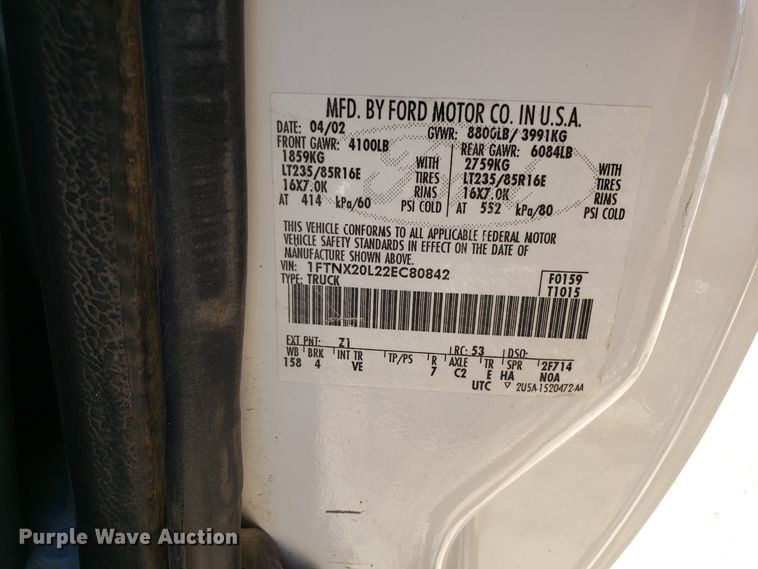 MFD. BY FORD MOTOR CO. IN U.S.A.
DATE: 04/02 GVWR: 8800LB/ 3991KG
FRONT GAWR: 4100LB REAR GAWR: 6084LB
1859KG WITH 2759KG WITH
LT235/85R16E TIRES LT235/85R16E TIRES
16X7.0K RIMS 16X7.0K RIMS
AT 414 kPa/60 PSI COLD AT 552 kPa/80 PSI COLD
THIS VEHICLE CONFORMS TO ALL APPLICABLE FEDERAL MOTOR
VEHICLE SAFETY STANDARDS IN EFFECT ON THE DATE OF
MANUFACTURE SHOWN ABOVE.
VIN: 1FTNX20L22EC80842 F0159
TYPE: TRUCK T1015
EXT PNT: Z1 RC: 53 DSO:
WB BRK INT TR TP/PS R AXLE TR SPR 2F714
158 4 VE 7 C2 E HA N0A
UTC ▽ 2USA-1520472-AA
Purple Wave Auction